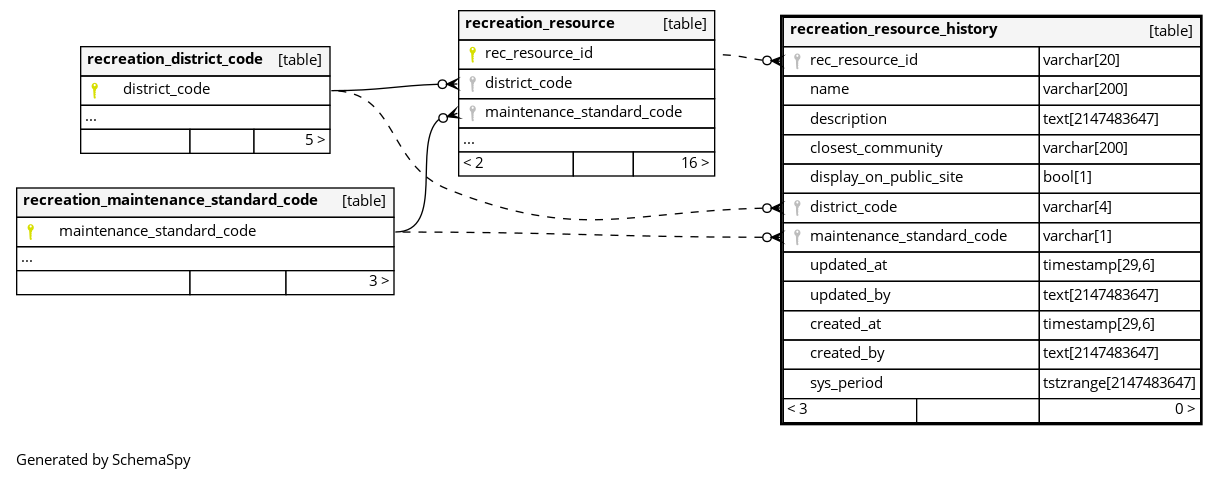 recreation_district_code [table]
district_code
...
5 >
recreation_maintenance_standard_code [table]
maintenance_standard_code
...
3 >
recreation_resource [table]
rec_resource_id
district_code
maintenance_standard_code
...
< 2 16 >
recreation_resource_history [table]
rec_resource_id varchar[20]
name varchar[200]
description text[2147483647]
closest_community varchar[200]
display_on_public_site bool[1]
district_code varchar[4]
maintenance_standard_code varchar[1]
updated_at timestamp[29,6]
updated_by text[2147483647]
created_at timestamp[29,6]
created_by text[2147483647]
sys_period tstzrange[2147483647]
< 3 0 >
Generated by SchemaSpy